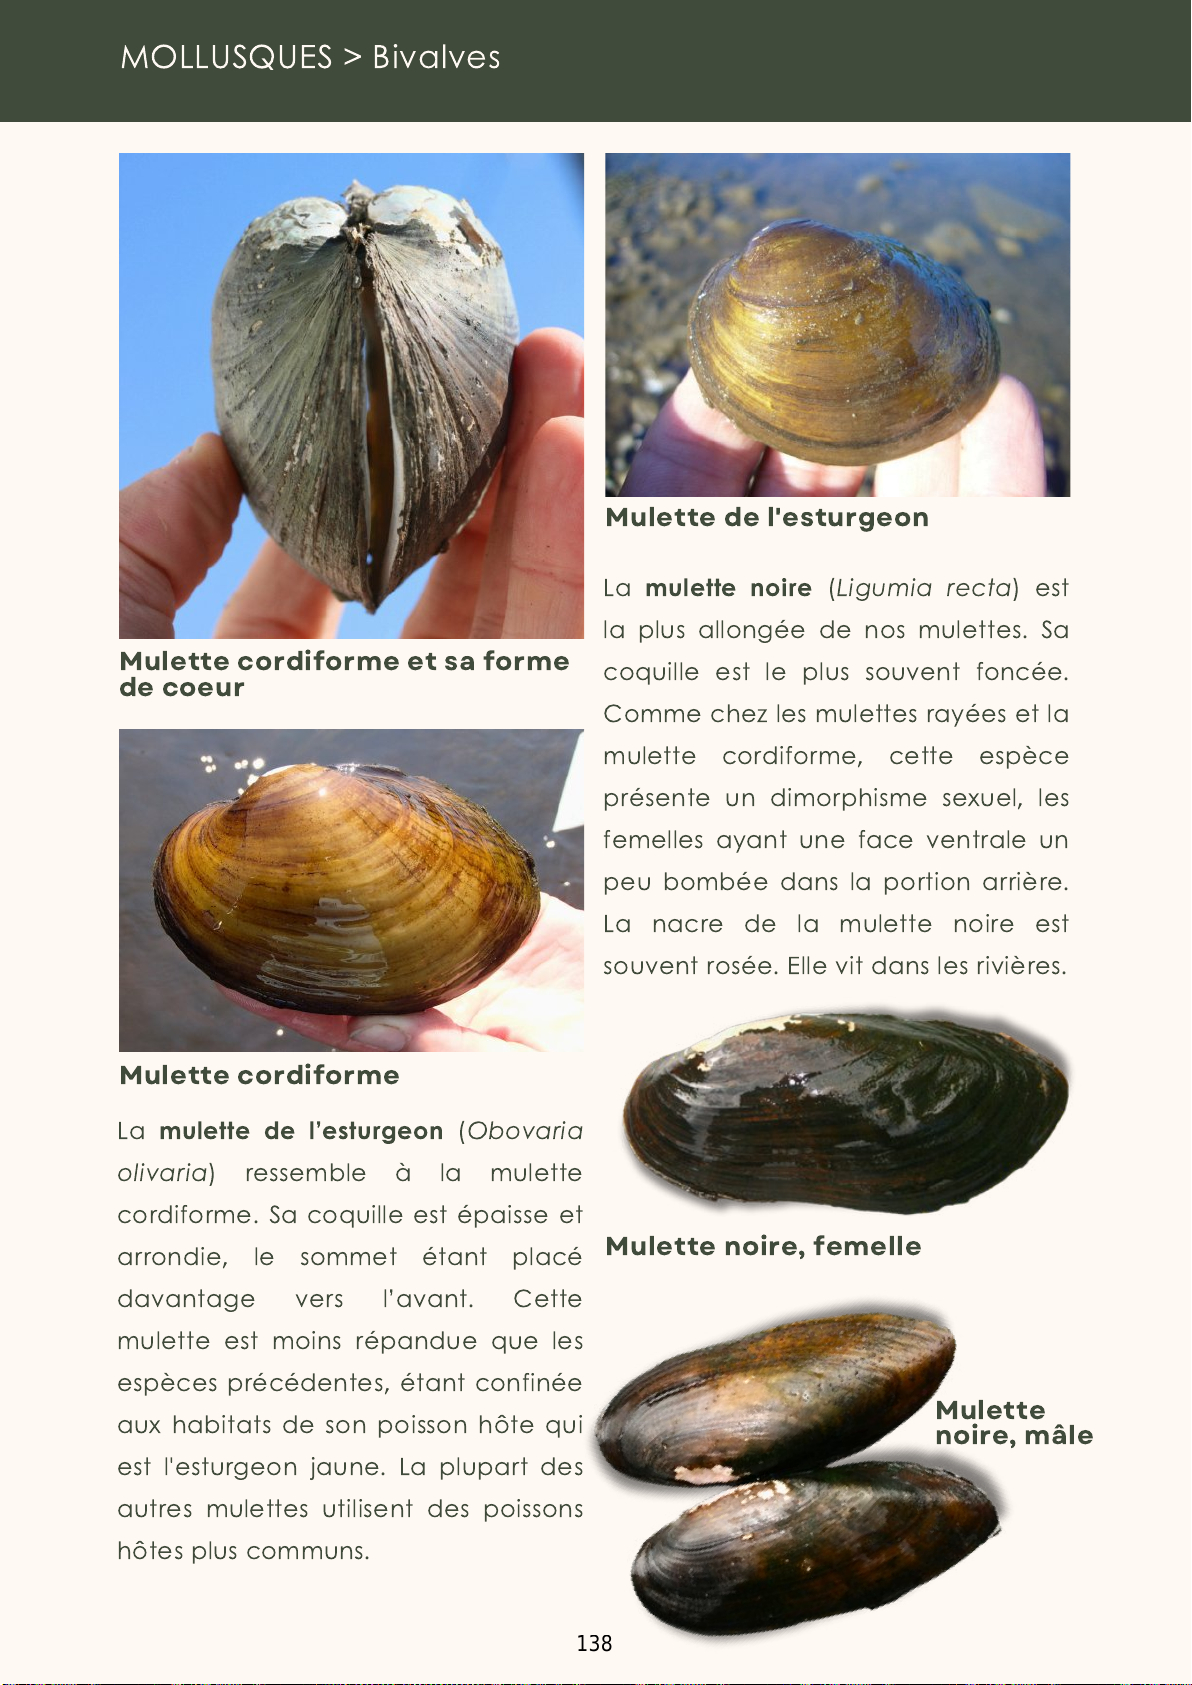 MOLLUSQUES > Bivalves
Mulette cordiforme et sa forme
de coeur
Mulette cordiforme
La mulette de l’esturgeon (Obovaria
olivaria) ressemble à la mulette
cordiforme. Sa coquille est épaisse et
arrondie, le sommet étant placé
davantage vers l’avant. Cette
mulette est moins répandue que les
espèces précédentes, étant confinée
aux habitats de son poisson hôte qui
est l'esturgeon jaune. La plupart des
autres mulettes utilisent des poissons
hôtes plus communs.
Mulette de l'esturgeon
La mulette noire (Ligumia recta) est
la plus allongée de nos mulettes. Sa
coquille est le plus souvent foncée.
Comme chez les mulettes rayées et la
mulette cordiforme, cette espèce
présente un dimorphisme sexuel, les
femelles ayant une face ventrale un
peu bombée dans la portion arrière.
La nacre de la mulette noire est
souvent rosée. Elle vit dans les rivières.
Mulette noire, femelle
Mulette
noire, mâle
138